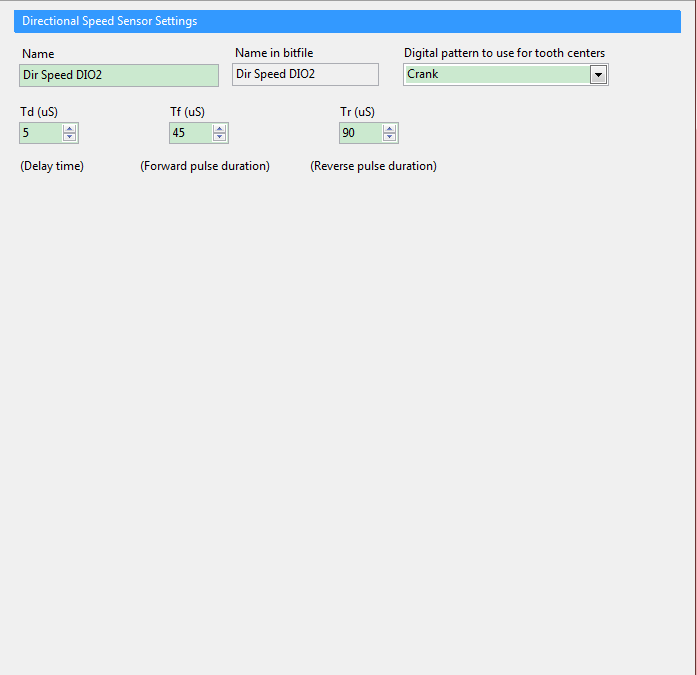 Directional Speed Sensor Settings
Name Name in bitfile Digital pattern to use for tooth centers
Dir Speed DIO2 Dir Speed DIO2 Crank
Td (uS) Tf (uS) Tr (uS)
5 45 90
(Delay time) (Forward pulse duration) (Reverse pulse duration)